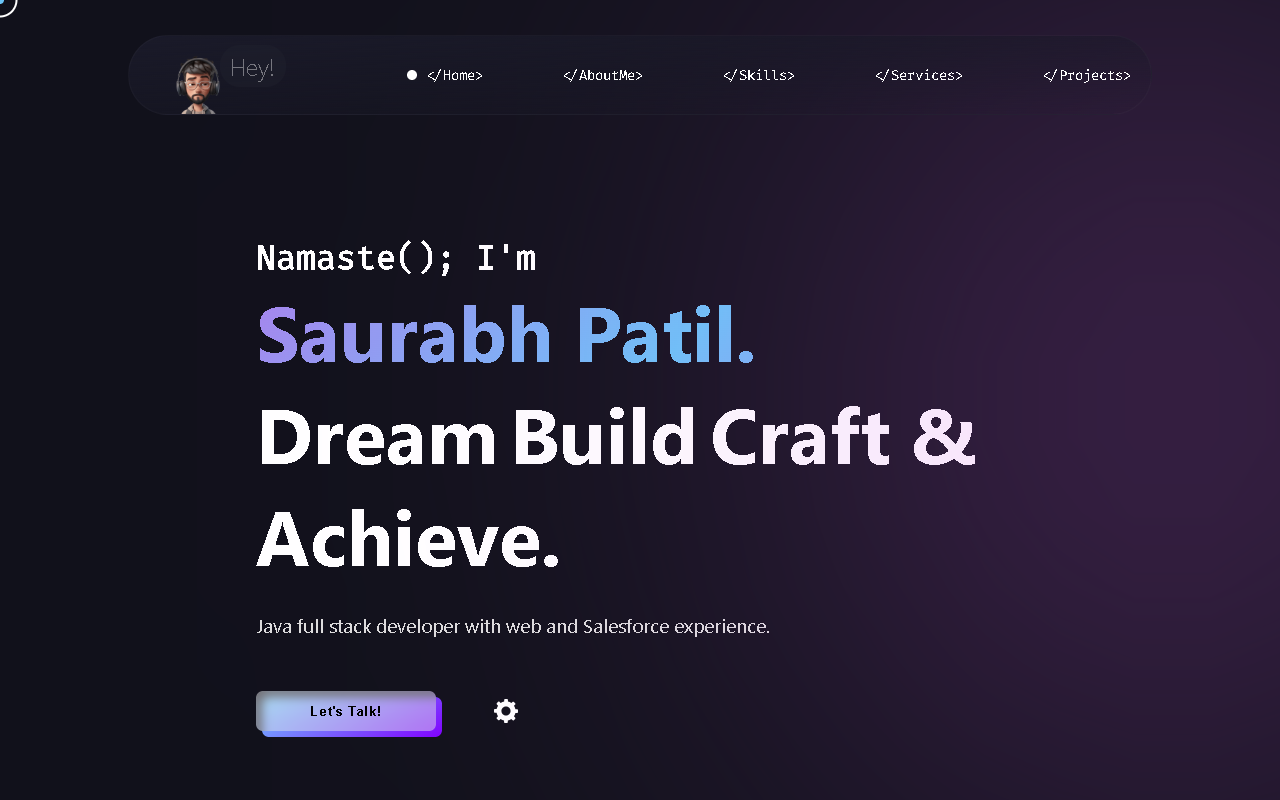 Hey!
</Home>
</AboutMe>
</Skills>
</Services>
</Projects>
Namaste(); I'm
Saurabh Patil.
Dream Build Craft &
Achieve.
Java full stack developer with web and Salesforce experience.
Let's Talk!